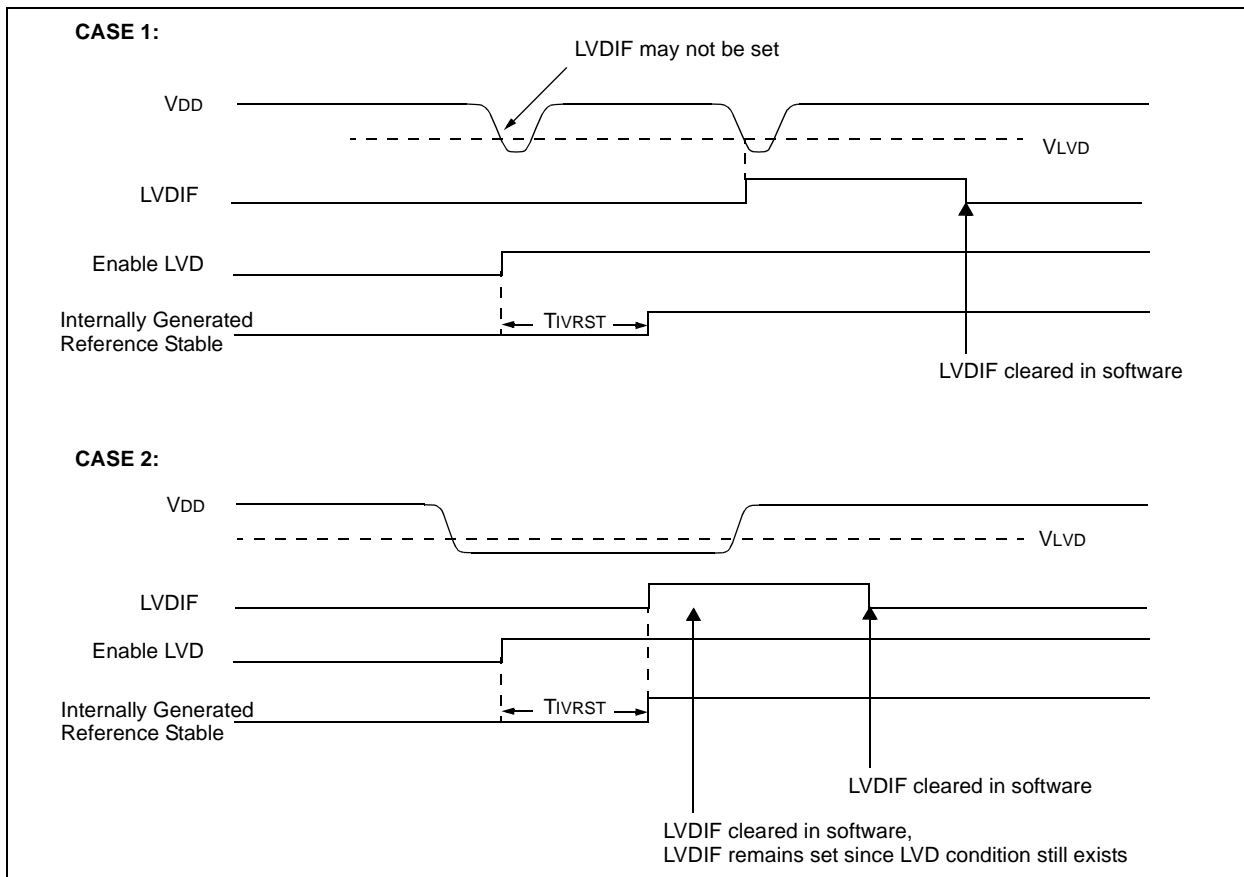 CASE 1:
LVDIF may not be set
VDD
VLVD
LVDIF
Enable LVD
Internally Generated
Reference Stable
TIVRST
LVDIF cleared in software
CASE 2:
VDD
VLVD
LVDIF
Enable LVD
Internally Generated
Reference Stable
TIVRST
LVDIF cleared in software
LVDIF cleared in software,
LVDIF remains set since LVD condition still exists